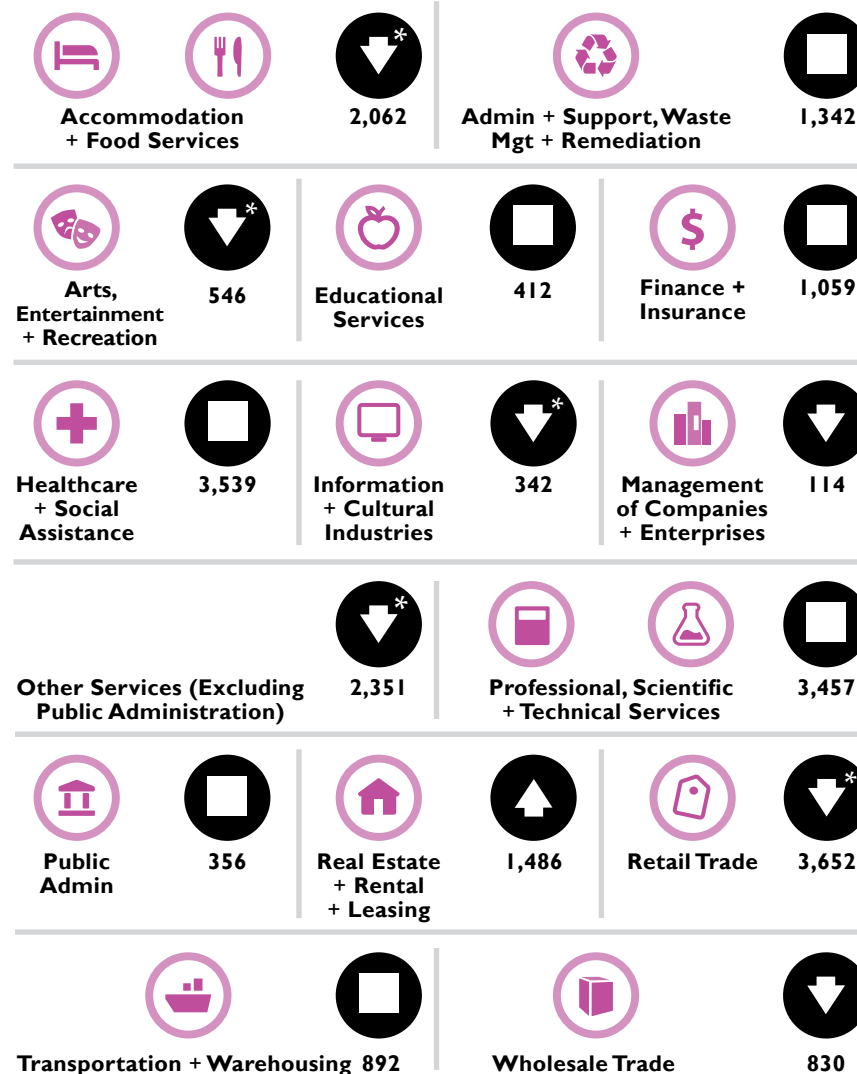 *
Accommodation
+ Food Services
2,062
Admin + Support, Waste
Mgt + Remediation
1,342
*
Arts,
Entertainment
+ Recreation
546
Educational
Services
412
$
Finance +
Insurance
1,059
Healthcare
+ Social
Assistance
3,539
*
Information
+ Cultural
Industries
342
Management
of Companies
+ Enterprises
114
*
Other Services (Excluding
Public Administration)
2,351
Professional, Scientific
+ Technical Services
3,457
Public
Admin
356
Real Estate
+ Rental
+ Leasing
1,486
*
Retail Trade
3,652
Transportation + Warehousing 892
Wholesale Trade
830